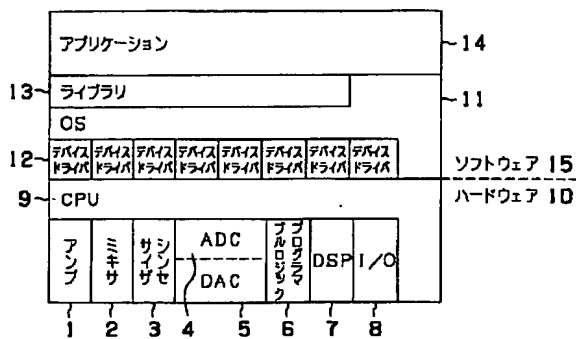 アプリケーション
14
13
ライブラリ
11
OS
12
デバイスドライバ
デバイスドライバ
デバイスドライバ
デバイスドライバ
デバイスドライバ
デバイスドライバ
デバイスドライバ
デバイスドライバ
ソフトウェア 15
9
CPU
ハードウェア 10
アンプ
ミキサ
シンセサイザ
ADC
DAC
プログラマブルロジック
DSP
I/O
1
2
3
4
5
6
7
8